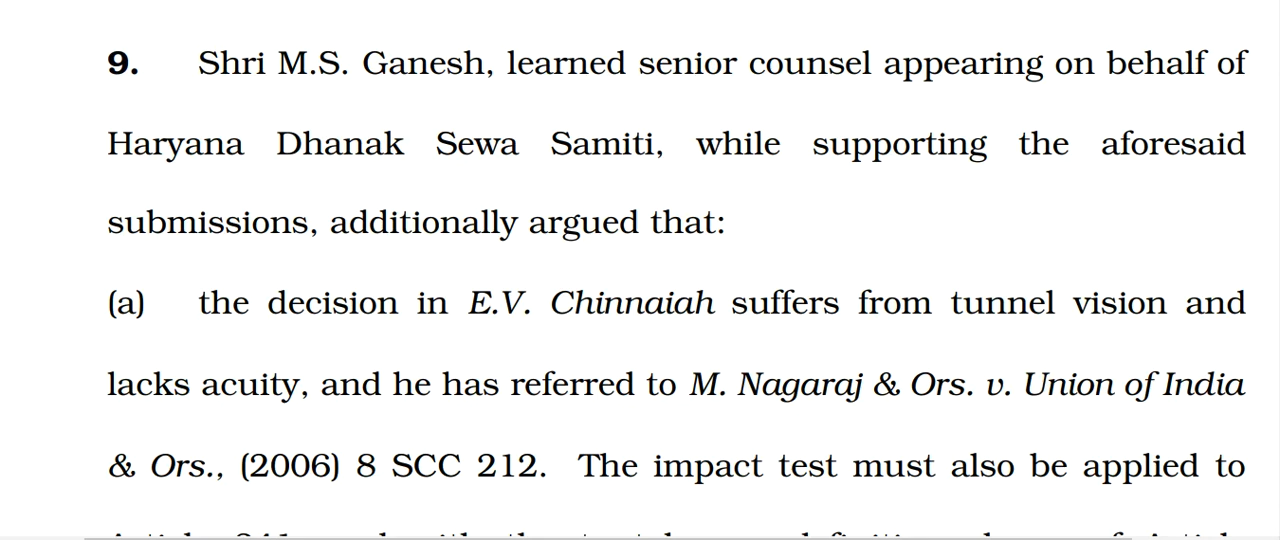 9. Shri M.S. Ganesh, learned senior counsel appearing on behalf of
Haryana Dhanak Sewa Samiti, while supporting the aforesaid
submissions, additionally argued that:
(a) the decision in E.V. Chinnaiah suffers from tunnel vision and
lacks acuity, and he has referred to M. Nagaraj & Ors. v. Union of India
& Ors., (2006) 8 SCC 212. The impact test must also be applied to